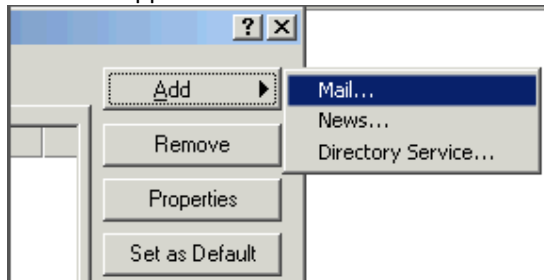 Add
Mail...
News...
Directory Service...
Remove
Properties
Set as Default